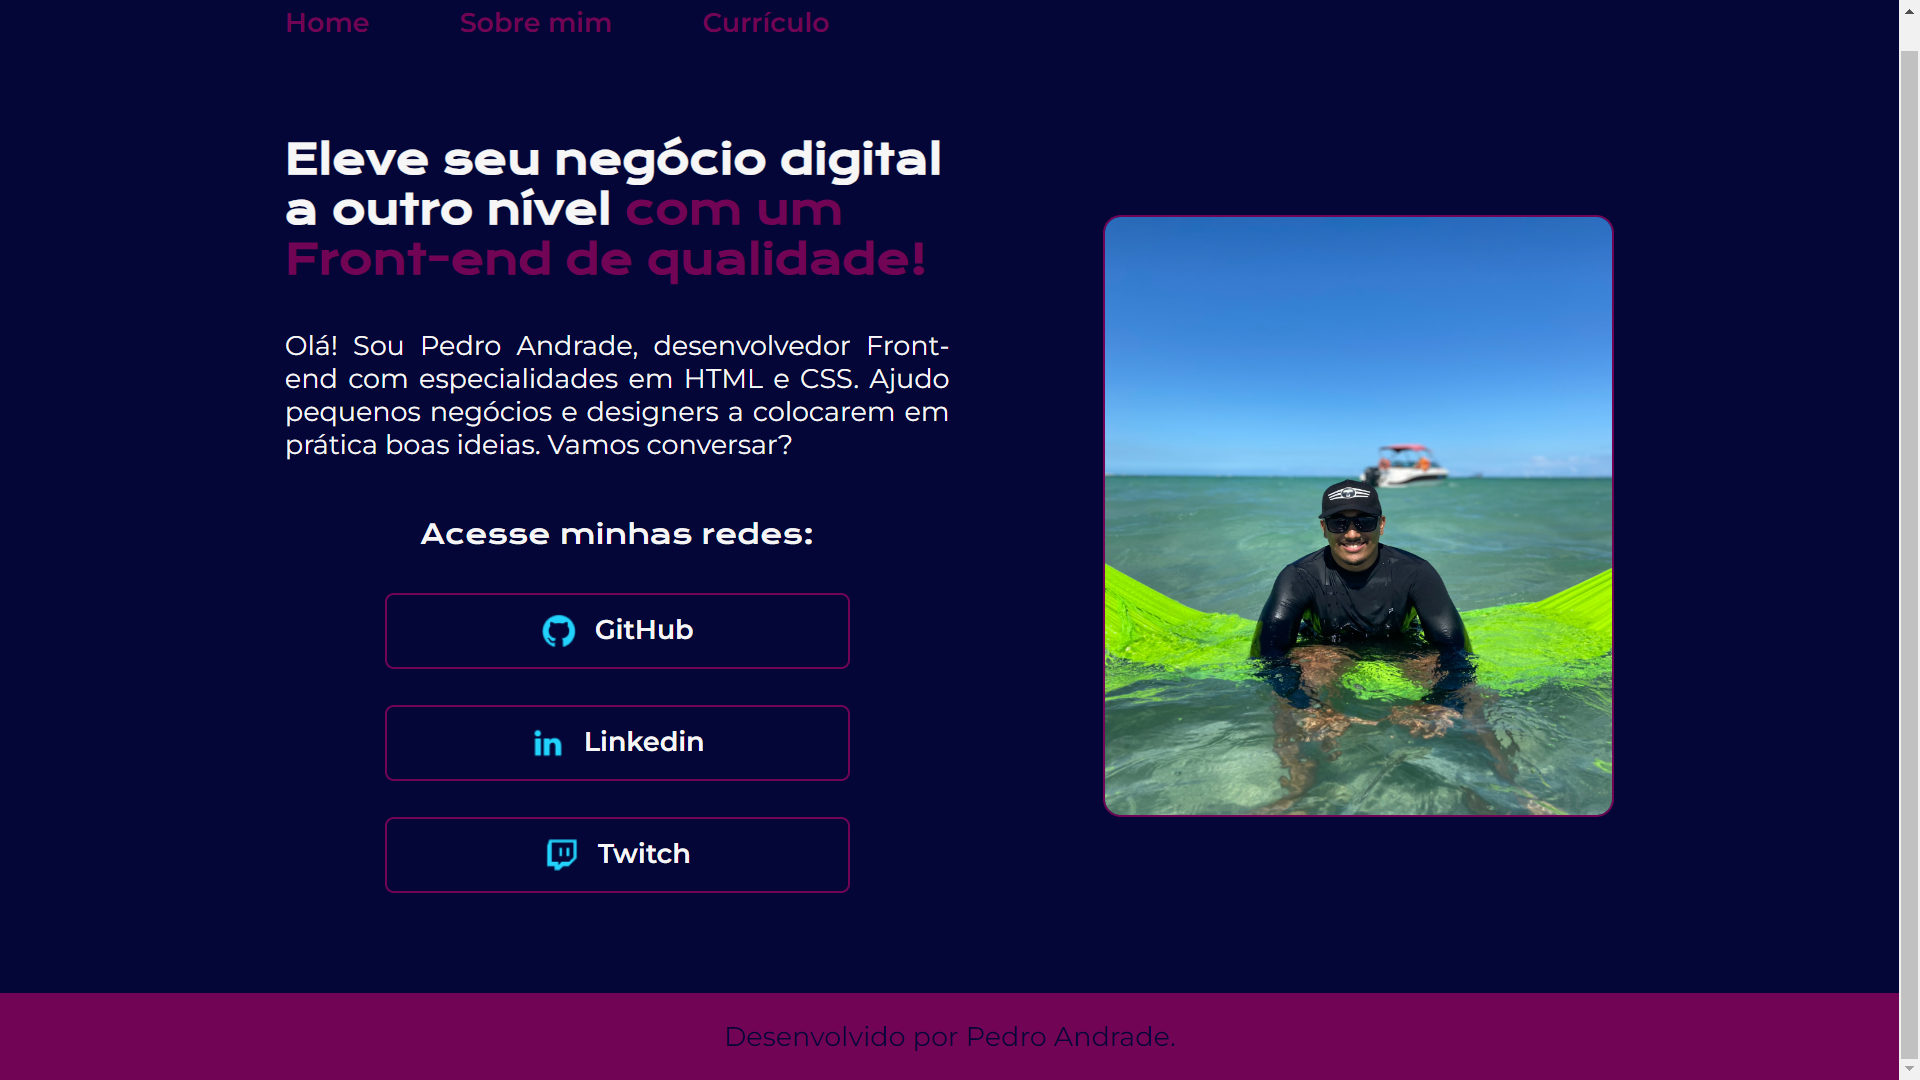 Home Sobre mim Currículo
Eleve seu negócio digital
a outro nível com um
Front-end de qualidade!
Olá! Sou Pedro Andrade, desenvolvedor Front-
end com especialidades em HTML e CSS. Ajudo
pequenos negócios e designers a colocarem em
prática boas ideias. Vamos conversar?
Acesse minhas redes:
GitHub
in Linkedin
Twitch
Desenvolvido por Pedro Andrade.